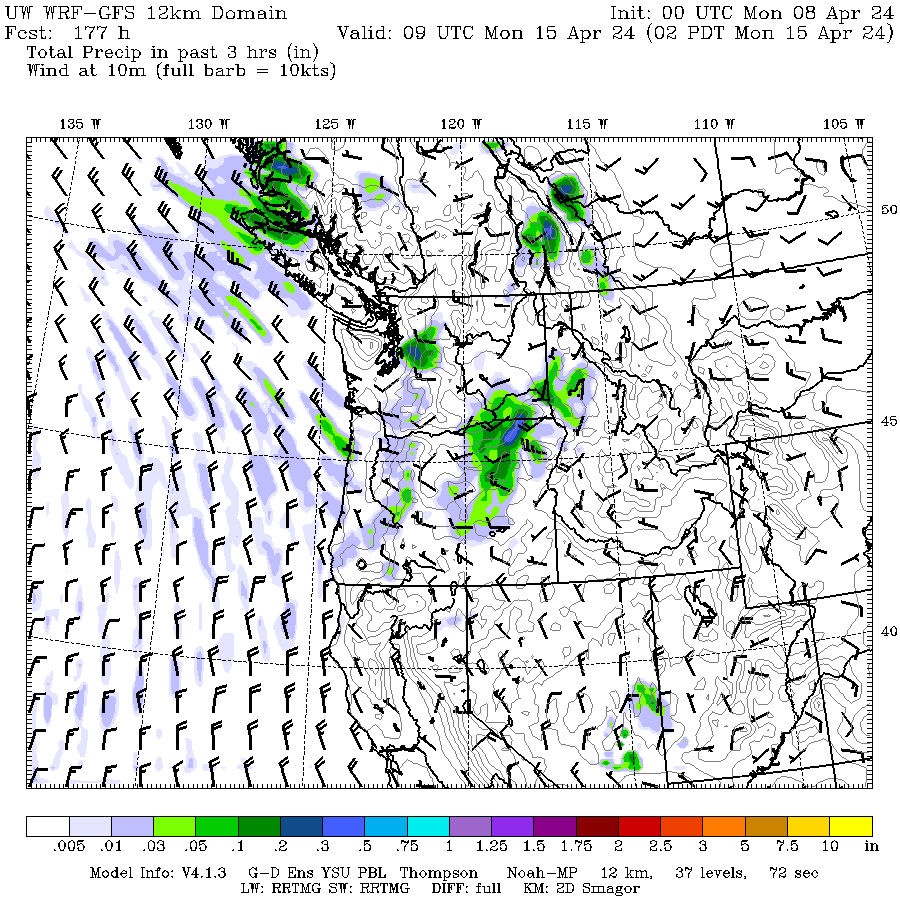 UW WRF-GFS 12km Domain Init: 00 UTC Mon 08 Apr 24
Fcst: 177 h Valid: 09 UTC Mon 15 Apr 24 (02 PDT Mon 15 Apr 24)
Total Precip in past 3 hrs (in)
Wind at 10m (full barb = 10kts)
135 W 130 W 125 W 120 W 115 W 110 W 105 W
50
45
40
.005 .01 .03 .05 .1 .2 .3 .5 .75 1 1.25 1.5 1.75 2 2.5 3 5 7.5 10 in
Model Info: V4.1.3 G-D Ens YSU PBL Thompson Noah-MP 12 km, 37 levels, 72 sec
LW: RRTMG SW: RRTMG DIFF: full KM: 2D Smagor